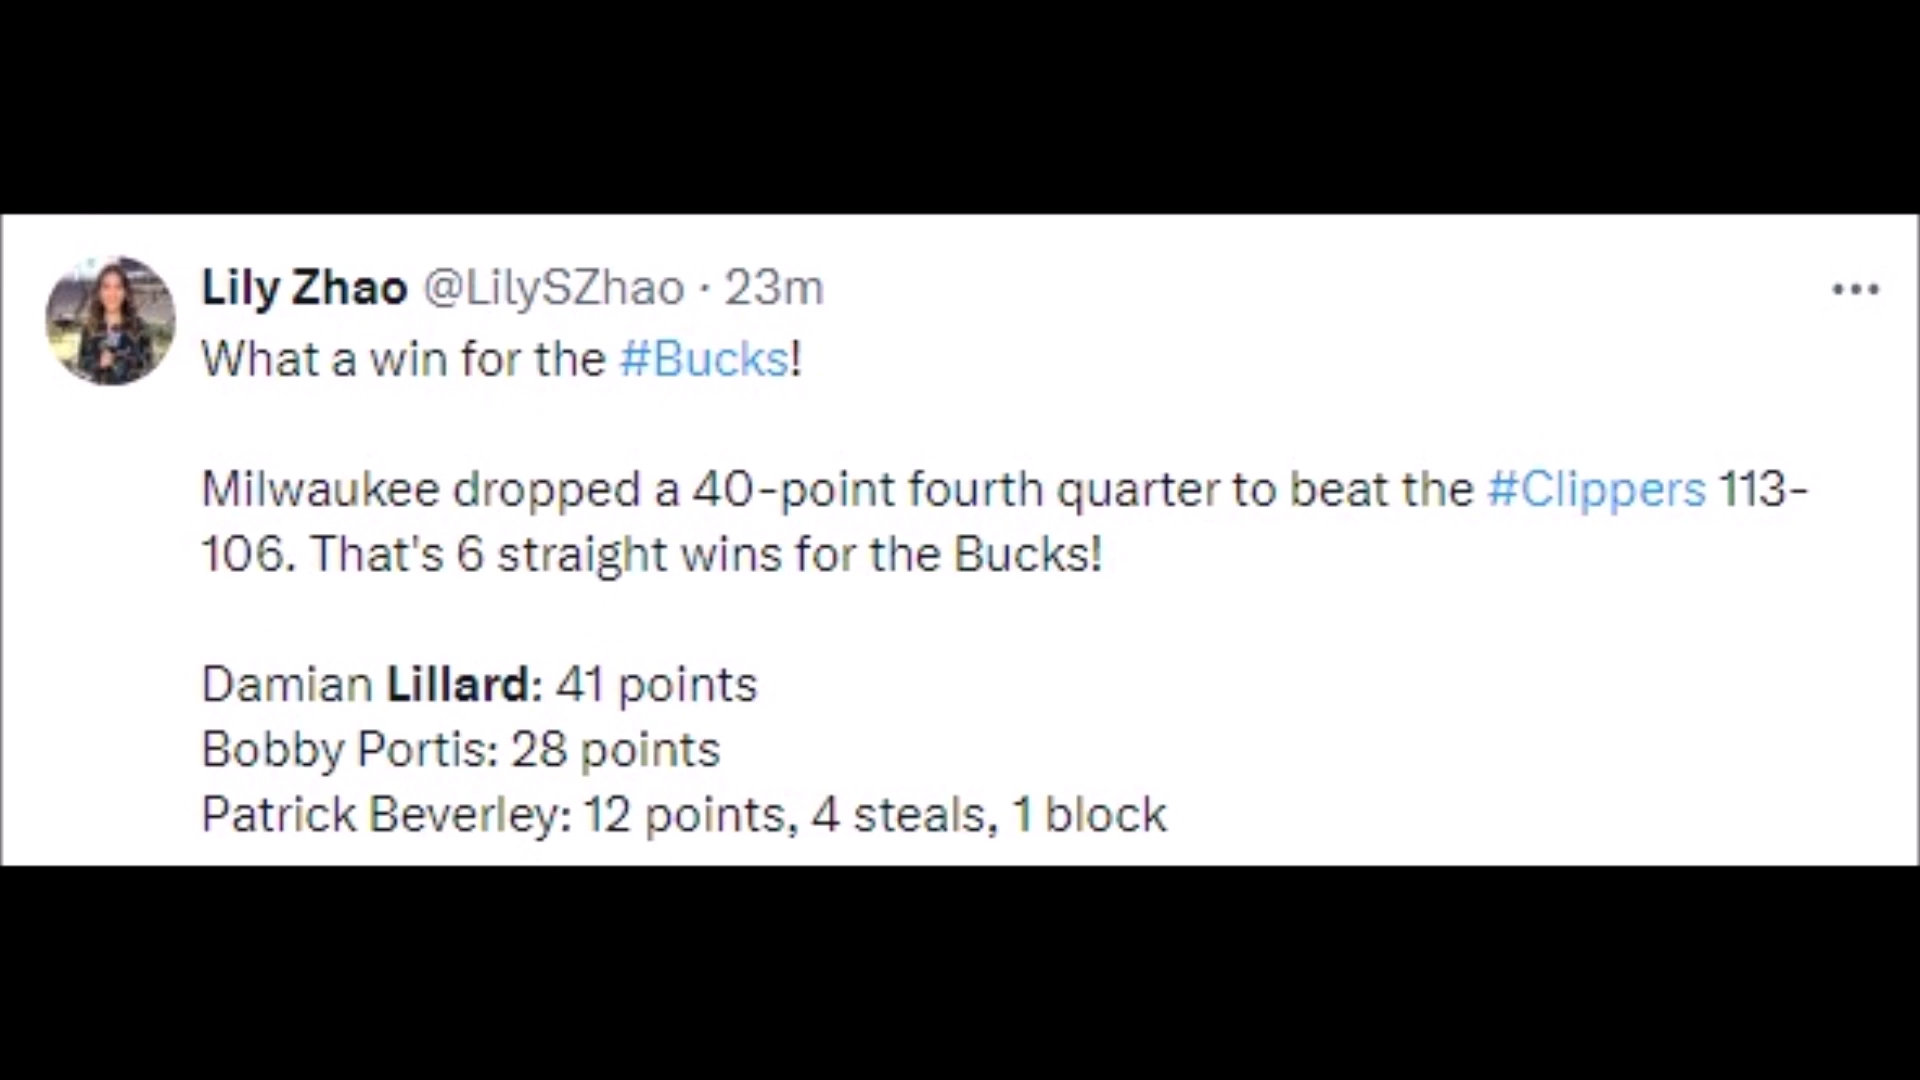 Lily Zhao @LilySZhao · 23m
What a win for the #Bucks!
Milwaukee dropped a 40-point fourth quarter to beat the #Clippers 113-
106. That's 6 straight wins for the Bucks!
Damian Lillard: 41 points
Bobby Portis: 28 points
Patrick Beverley: 12 points, 4 steals, 1 block